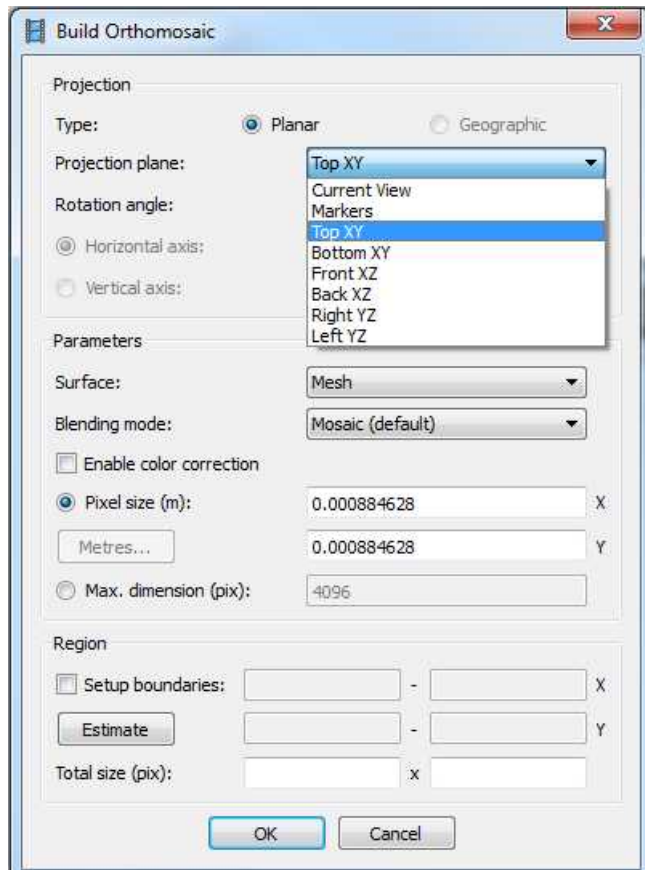 Build Orthomosaic
Projection
Type: Planar Geographic
Projection plane: Top XY
Current View
Markers
Top XY
Bottom XY
Front XZ
Back XZ
Right YZ
Left YZ
Rotation angle:
Horizontal axis:
Vertical axis:
Parameters
Surface: Mesh
Blending mode: Mosaic (default)
Enable color correction
Pixel size (m): 0.000884628 X
Metres... 0.000884628 Y
Max. dimension (pix): 4096
Region
Setup boundaries: - X
Estimate - Y
Total size (pix): x
OK Cancel